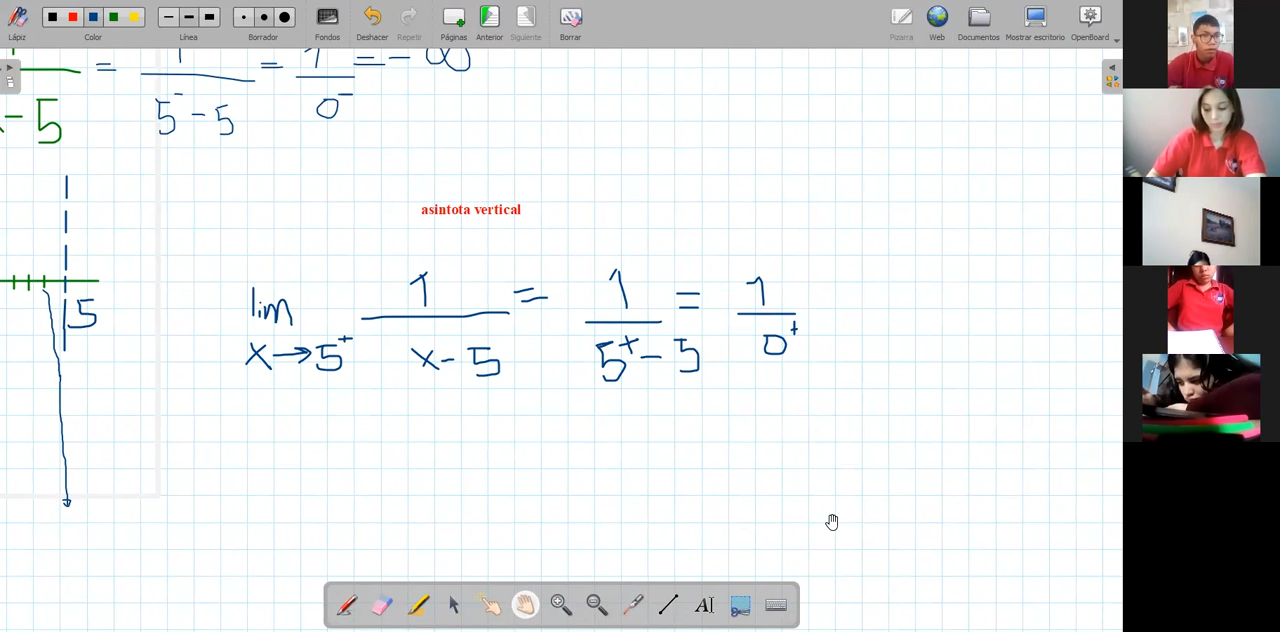 Lápiz Color Línea Borrador Fondos Deshacer Repetir Páginas Anterior Siguiente Borrar Pizarra Web Documentos Mostrar escritorio OpenBoard
= 1 = 1 = - ∞
- 5 5⁻ - 5 0⁻
asintota vertical
5
lim 1 = 1 = 1
x → 5⁺ x - 5 5⁺ - 5 0⁺